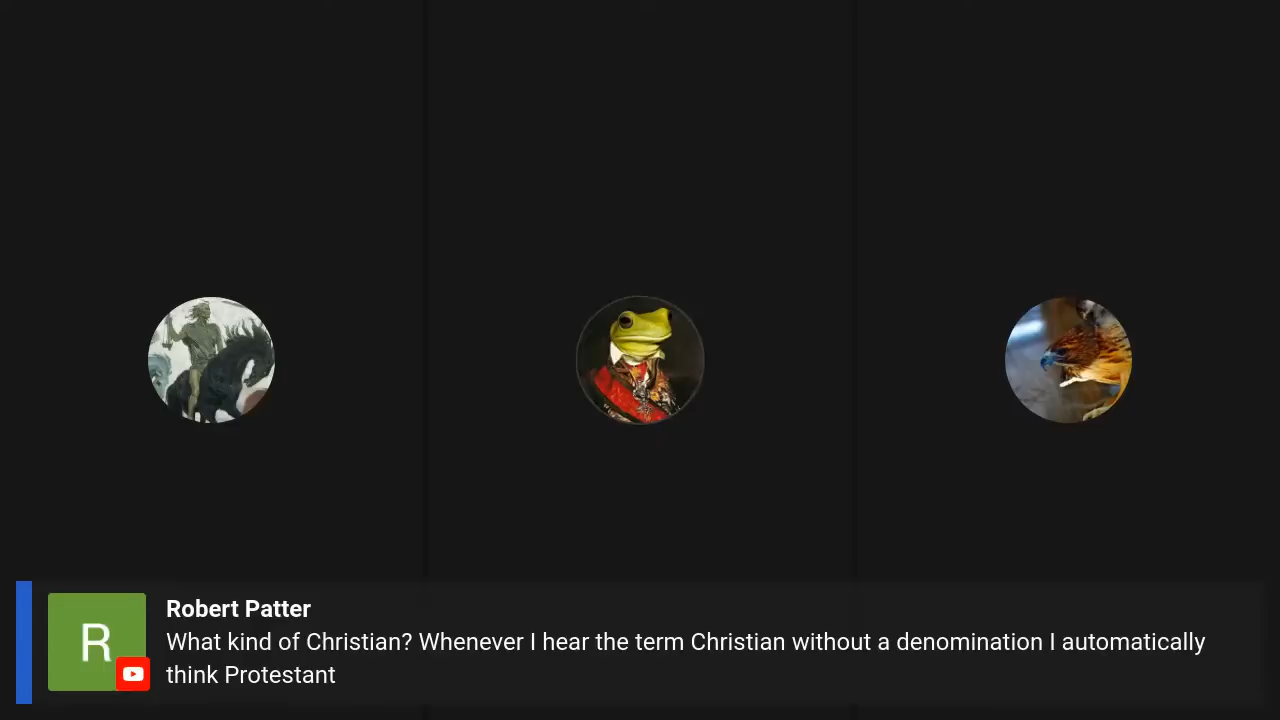 Robert Patter
R
What kind of Christian? Whenever I hear the term Christian without a denomination I automatically
think Protestant